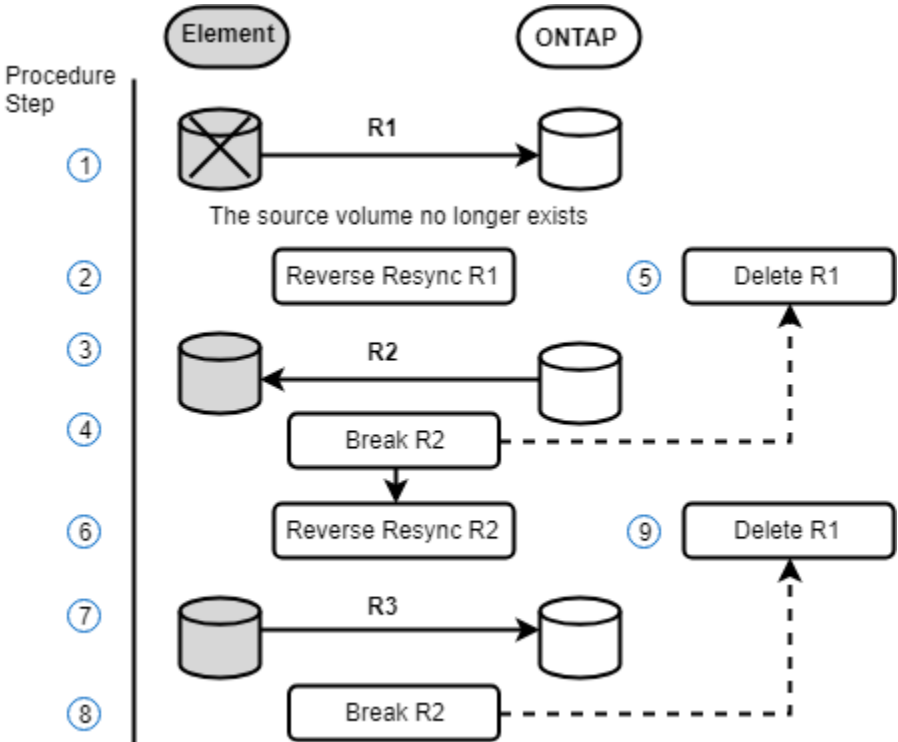 Element
ONTAP
Procedure
Step
R1
1
The source volume no longer exists
2
Reverse Resync R1
5
Delete R1
3
R2
4
Break R2
6
Reverse Resync R2
9
Delete R1
7
R3
8
Break R2